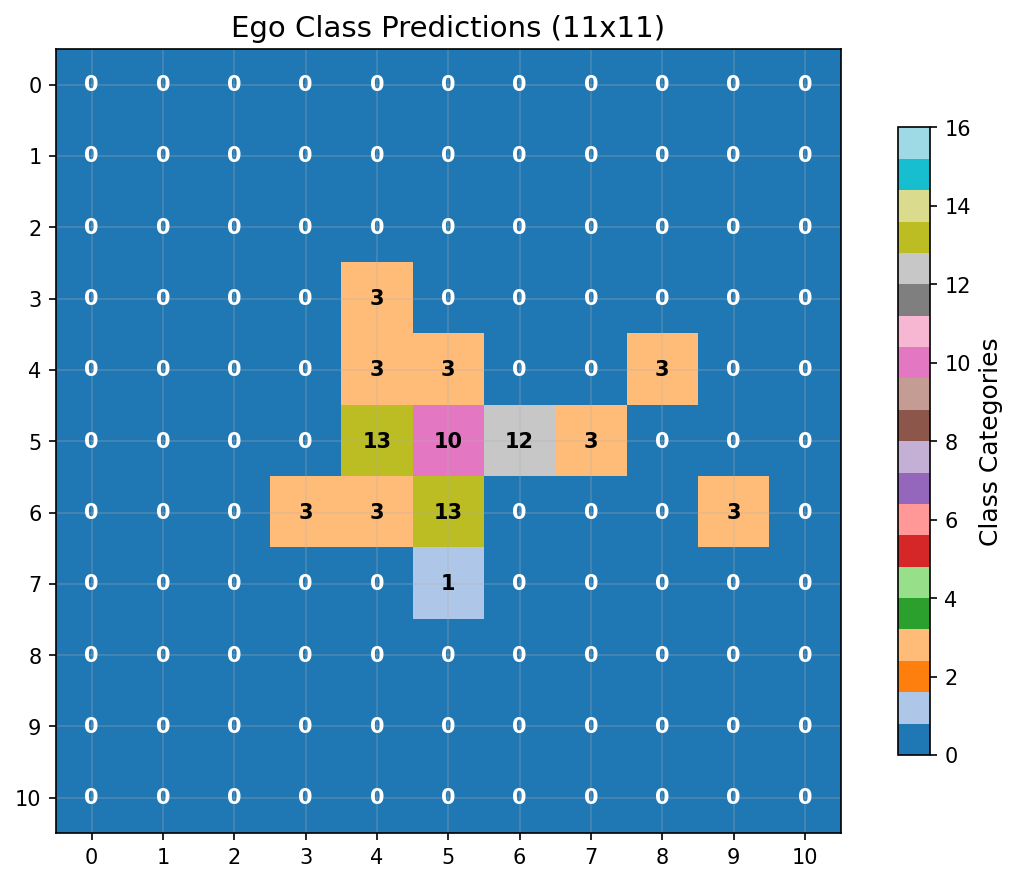 Ego Class Predictions (11x11)
0 0 0 0 0 0 0 0 0 0 0 0
1 0 0 0 0 0 0 0 0 0 0 0
2 0 0 0 0 0 0 0 0 0 0 0
3 0 0 0 0 3 0 0 0 0 0 0
4 0 0 0 0 3 3 0 0 3 0 0
5 0 0 0 0 13 10 12 3 0 0 0
6 0 0 0 3 3 13 0 0 0 3 0
7 0 0 0 0 0 1 0 0 0 0 0
8 0 0 0 0 0 0 0 0 0 0 0
9 0 0 0 0 0 0 0 0 0 0 0
10 0 0 0 0 0 0 0 0 0 0 0
0 1 2 3 4 5 6 7 8 9 10
16
14
12
10
8
6
4
2
0
Class Categories